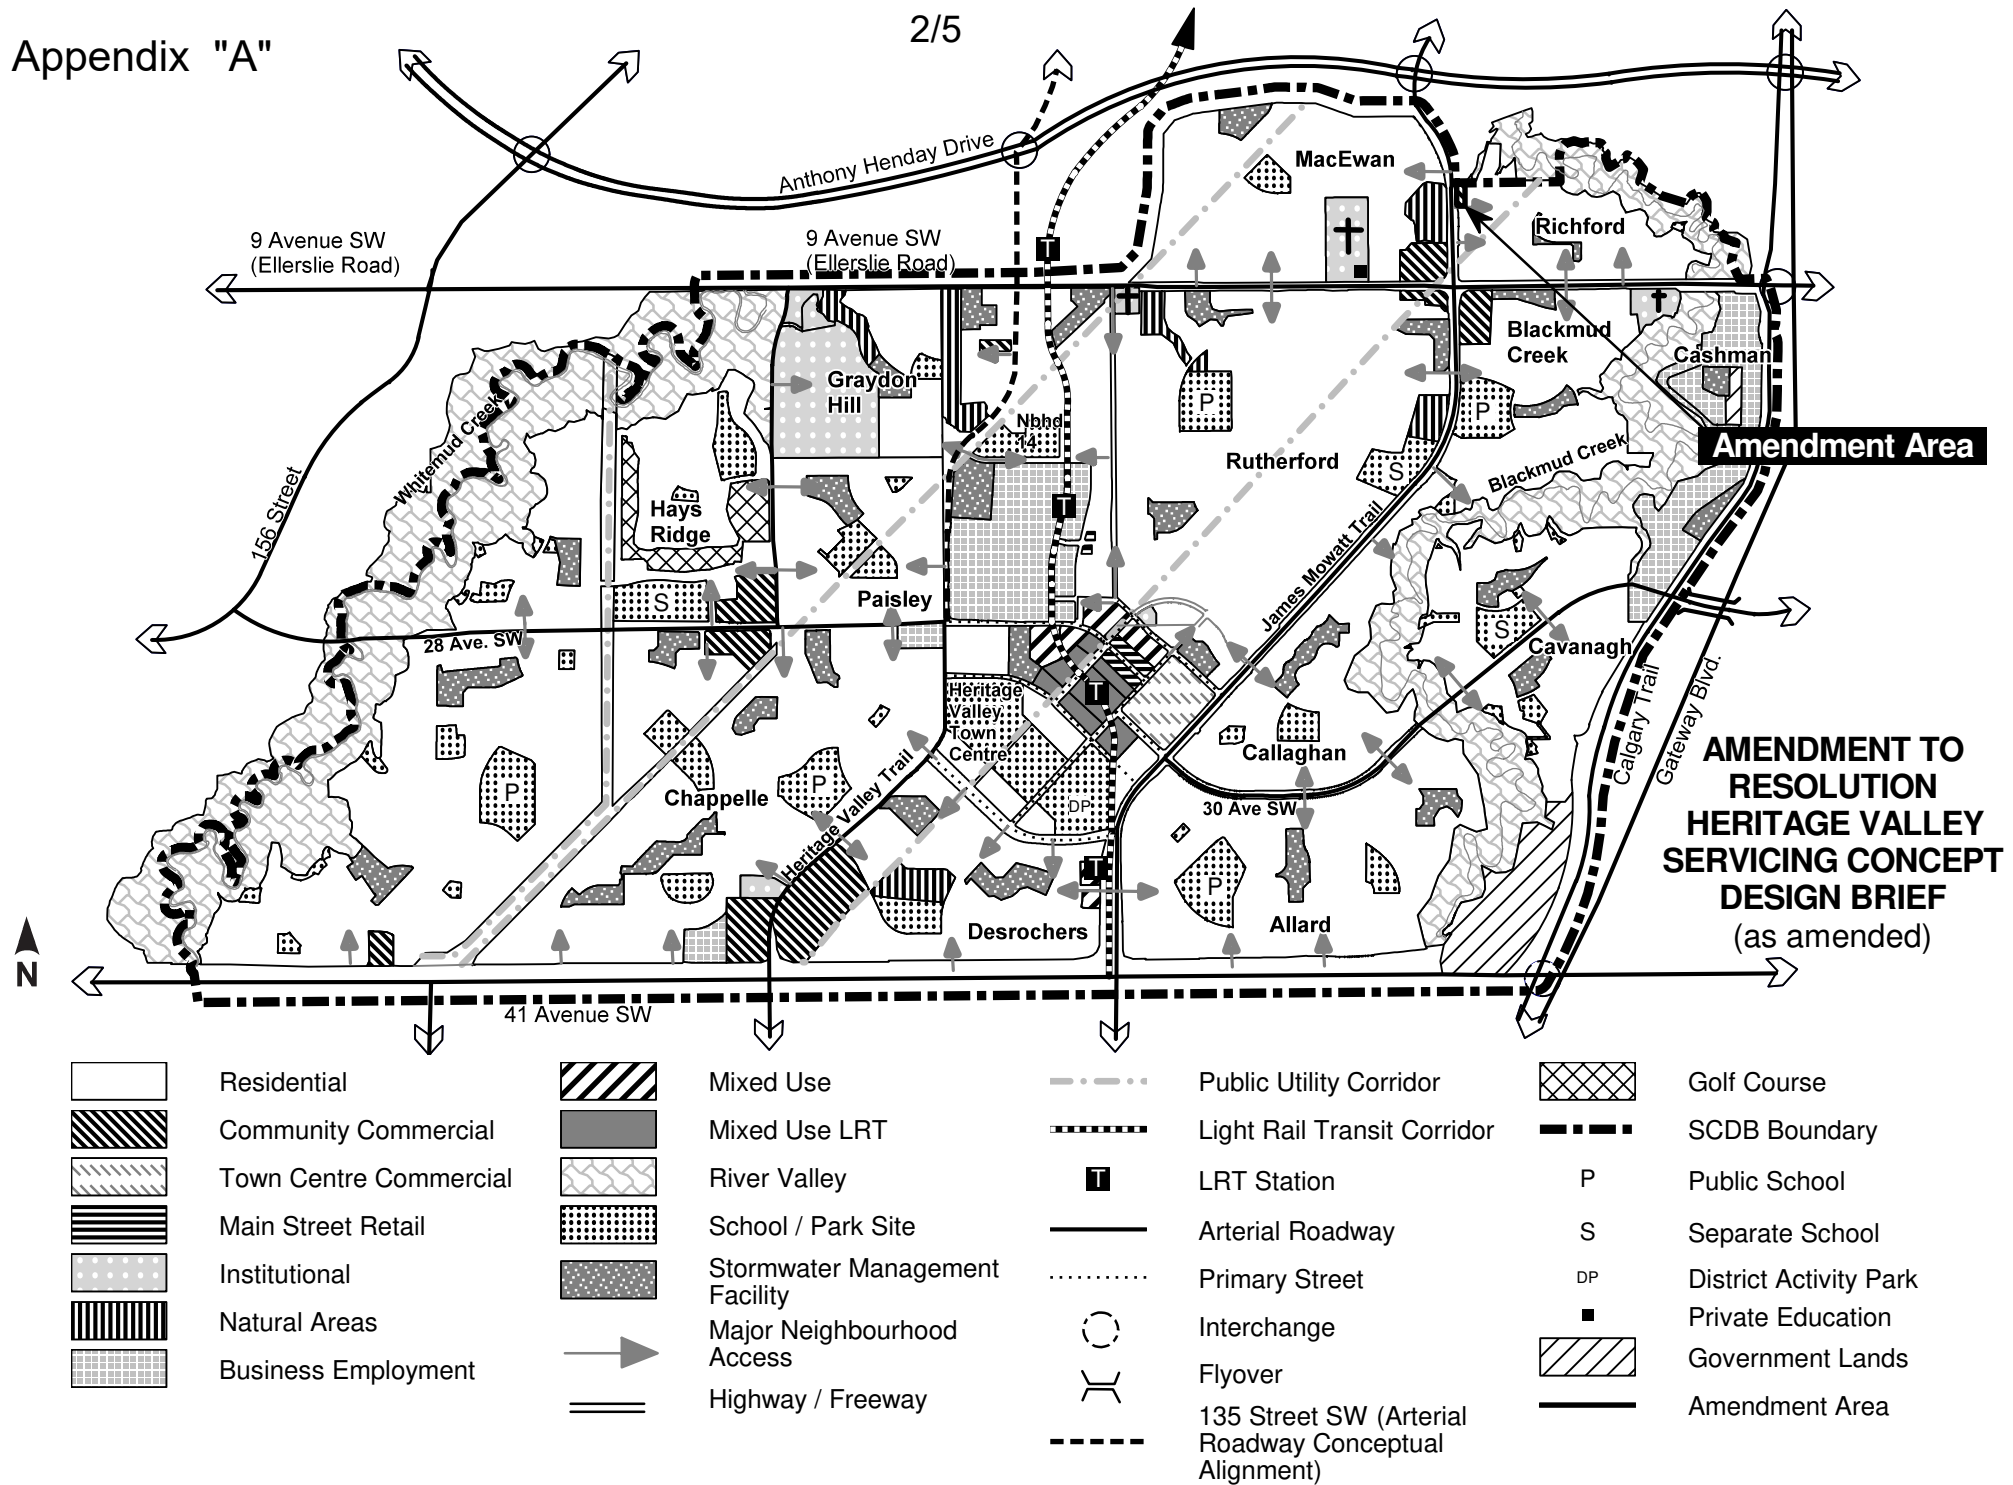 Appendix "A"
2/5
Anthony Henday Drive
MacEwan
Richford
9 Avenue SW
(Ellerslie Road)
9 Avenue SW
(Ellerslie Road)
T
Blackmud
Creek
Cashman
Graydon
Hill
Whitemud Creek
156 Street
Nbhd
14
P
P
Rutherford
S
Blackmud Creek
Amendment Area
Hays
Ridge
T
James Mowatt Trail
S
Paisley
28 Ave. SW
S
Cavanagh
Heritage
Valley
Town
Centre
T
Callaghan
Calgary Trail
Gateway Blvd.
P
Chappelle
P
Heritage Valley Trail
DP
30 Ave SW
T
P
Desrochers
Allard
AMENDMENT TO
RESOLUTION
HERITAGE VALLEY
SERVICING CONCEPT
DESIGN BRIEF
(as amended)
N
41 Avenue SW
Residential
Community Commercial
Town Centre Commercial
Main Street Retail
Institutional
Natural Areas
Business Employment
Mixed Use
Mixed Use LRT
River Valley
School / Park Site
Stormwater Management
Facility
Major Neighbourhood
Access
Highway / Freeway
Public Utility Corridor
Light Rail Transit Corridor
T
LRT Station
Arterial Roadway
Primary Street
Interchange
Flyover
135 Street SW (Arterial
Roadway Conceptual
Alignment)
Golf Course
SCDB Boundary
P
Public School
S
Separate School
DP
District Activity Park
Private Education
Government Lands
Amendment Area